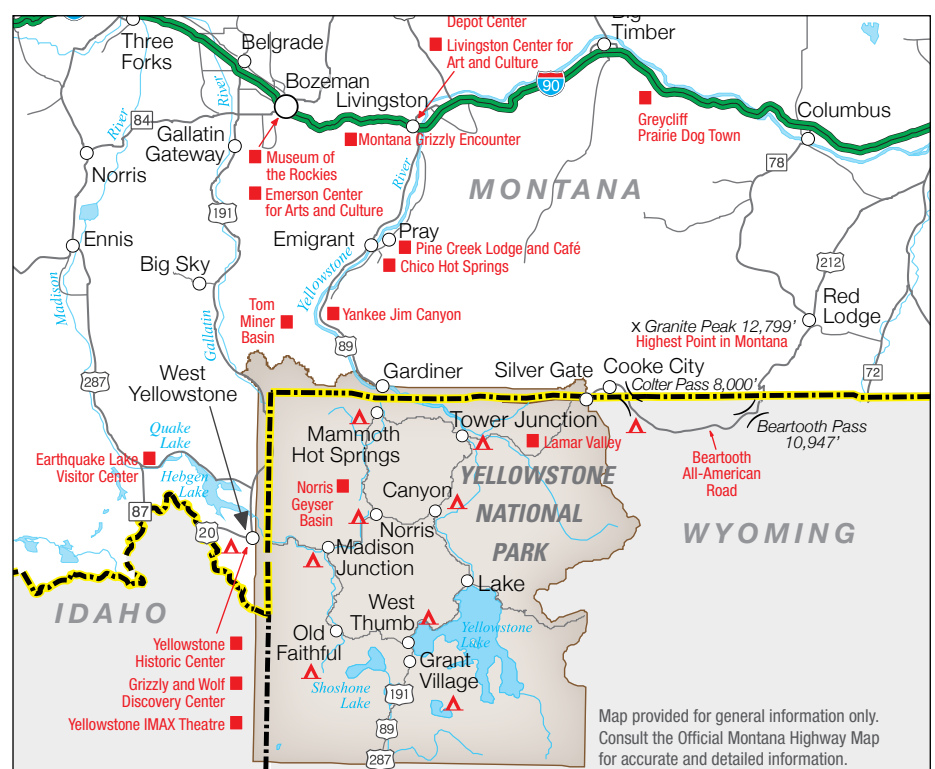 Depot Center
Big
Timber
Livingston Center for
Art and Culture
Three
Forks
Belgrade
Bozeman
Livingston
90
Greycliff
Prairie Dog Town
Columbus
River
River
84
Gallatin
Gateway
Museum of
the Rockies
Montana Grizzly Encounter
78
Norris
Emerson Center
for Arts and Culture
River
MONTANA
191
Ennis
Emigrant
Pray
Pine Creek Lodge and Café
Chico Hot Springs
212
Big Sky
Madison
Gallatin
Yellowstone
Tom
Miner
Basin
Yankee Jim Canyon
Red
Lodge
x Granite Peak 12,799’
Highest Point in Montana
89
287
West
Yellowstone
Gardiner
Silver Gate
Cooke City
Colter Pass 8,000’
72
Quake
Lake
Mammoth
Hot Springs
Tower Junction
Lamar Valley
Beartooth Pass
10,947’
Earthquake Lake
Visitor Center
Hebgen
Lake
Norris
Geyser
Basin
Canyon
YELLOWSTONE
NATIONAL
PARK
Beartooth
All-American
Road
87
20
Norris
WYOMING
Madison
Junction
IDAHO
Lake
West
Thumb
Yellowstone
Lake
Old
Faithful
Yellowstone
Historic Center
Shoshone
Lake
Grant
Village
Grizzly and Wolf
Discovery Center
191
Yellowstone IMAX Theatre
89
287
Map provided for general information only.
Consult the Official Montana Highway Map
for accurate and detailed information.